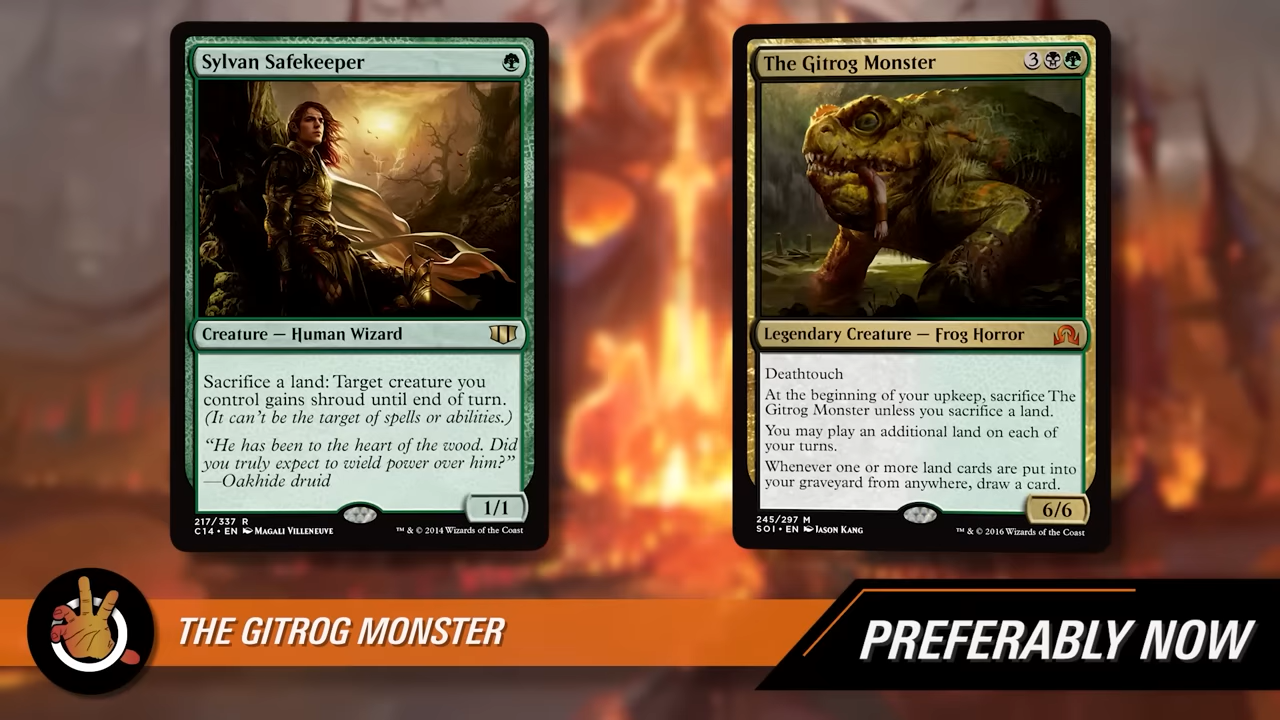 Sylvan Safekeeper
Creature — Human Wizard
Sacrifice a land: Target creature you
control gains shroud until end of turn.
(It can't be the target of spells or abilities.)
"He has been to the heart of the wood. Did
you truly expect to wield power over him?"
—Oakhide druid
1/1
217/337 R
C14 • EN Magali Villeneuve
™ & © 2014 Wizards of the Coast
The Gitrog Monster
3
Legendary Creature — Frog Horror
Deathtouch
At the beginning of your upkeep, sacrifice The
Gitrog Monster unless you sacrifice a land.
You may play an additional land on each of
your turns.
Whenever one or more land cards are put into
your graveyard from anywhere, draw a card.
6/6
245/297 M
SOI • EN Jason Kang
™ & © 2016 Wizards of the Coast
THE GITROG MONSTER
PREFERABLY NOW